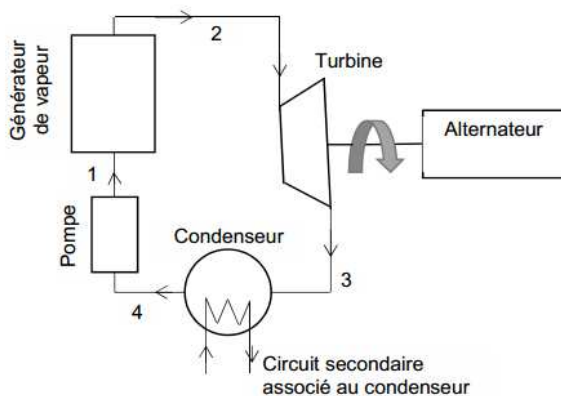 Générateur
de vapeur
2
Turbine
Alternateur
1
Pompe
Condenseur
3
4
Circuit secondaire
associé au condenseur